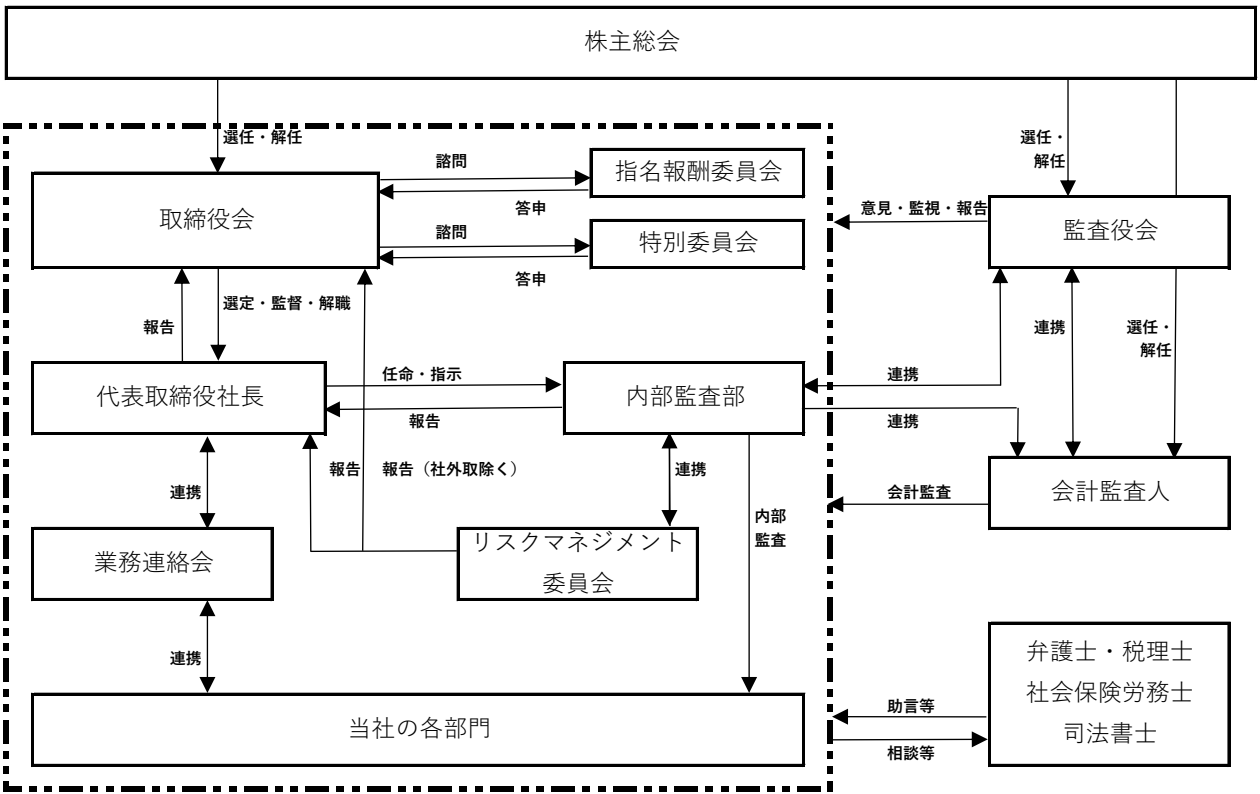 株主総会
選任・解任
選任・
解任
諮問
指名報酬委員会
答申
取締役会
諮問
特別委員会
答申
意見・監視・報告
監査役会
選定・監督・解職
報告
連携
選任・
解任
代表取締役社長
任命・指示
報告
内部監査部
連携
連携
報告
報告（社外取除く）
連携
連携
会計監査
会計監査人
内部
監査
業務連絡会
リスクマネジメント
委員会
連携
当社の各部門
助言等
相談等
弁護士・税理士
社会保険労務士
司法書士